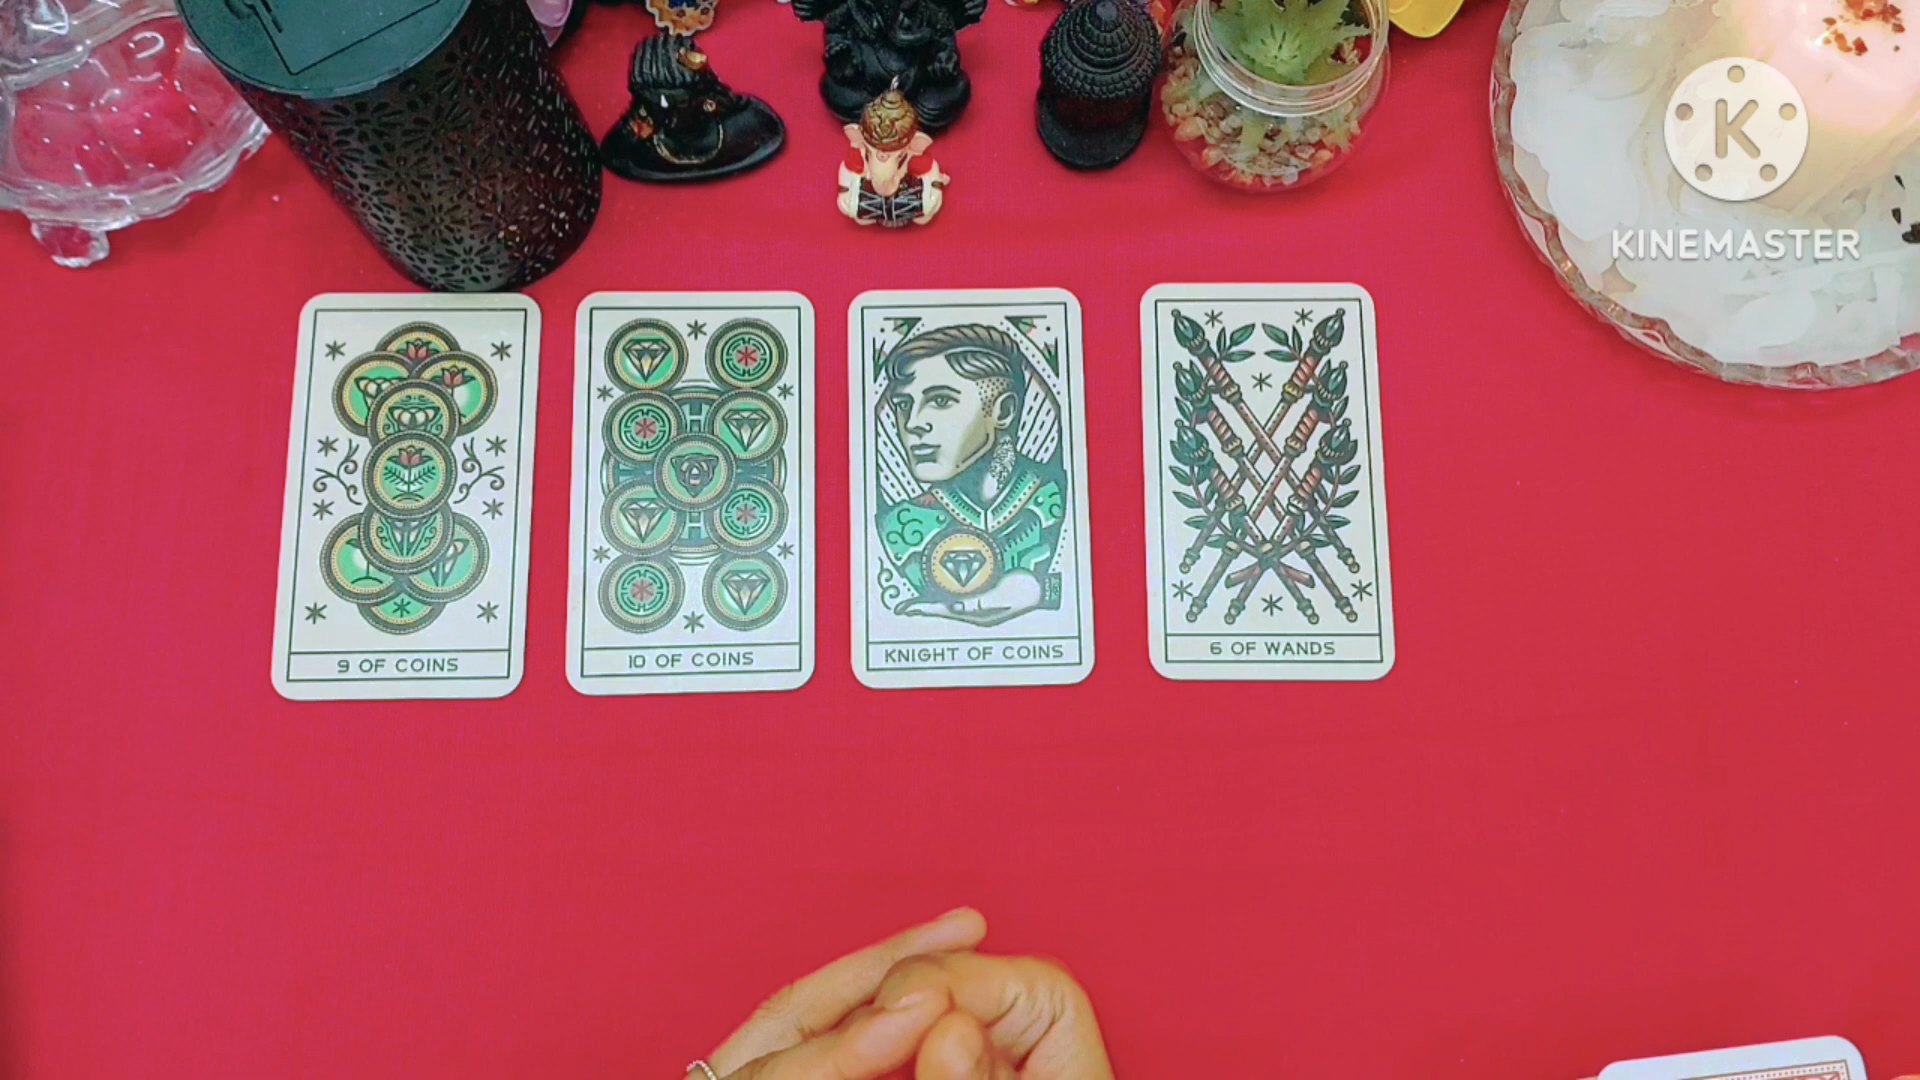 K
KINEMASTER
9 OF COINS
10 OF COINS
KNIGHT OF COINS
6 OF WANDS